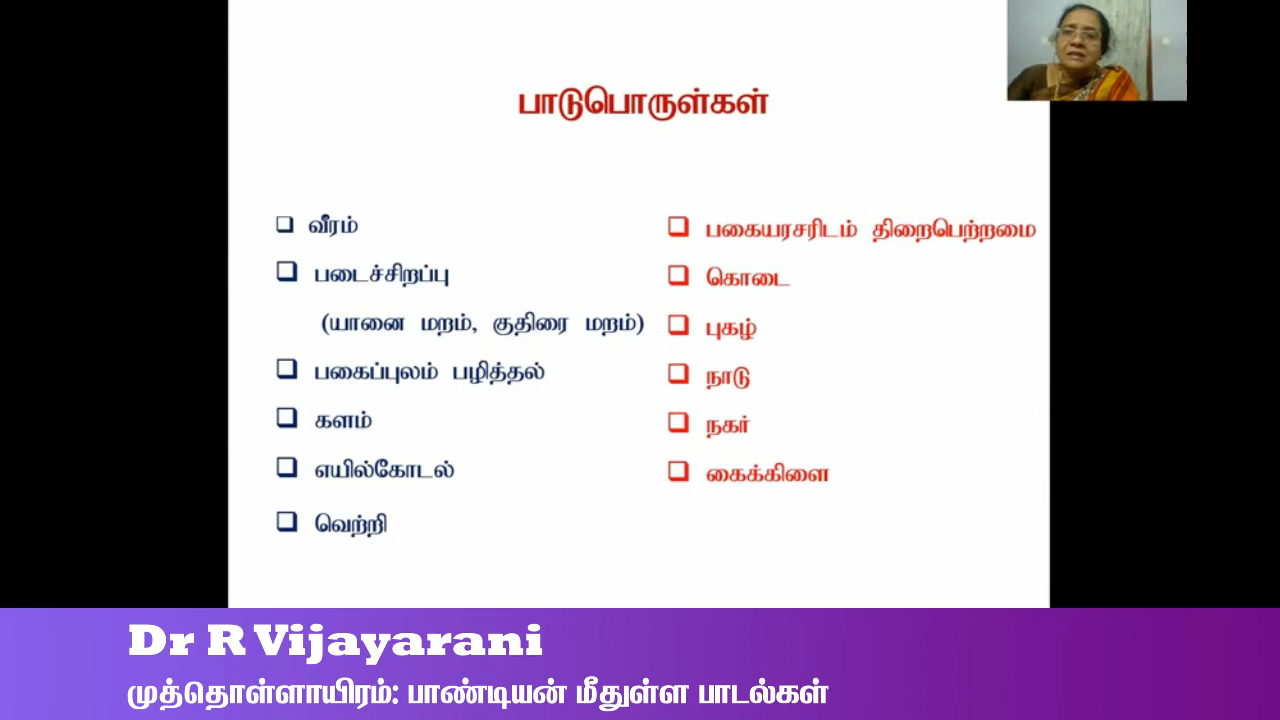 பாடுபொருள்கள்
வீரம்
படைச்சிறப்பு
(யானை மறம், குதிரை மறம்)
பகைப்புலம் பழித்தல்
களம்
எயில்கோடல்
வெற்றி
பகையரசரிடம் திறைபெற்றமை
கொடை
புகழ்
நாடு
நகர்
கைக்கிளை
Dr R Vijayarani
முத்தொள்ளாயிரம்: பாண்டியன் மீதுள்ள பாடல்கள்